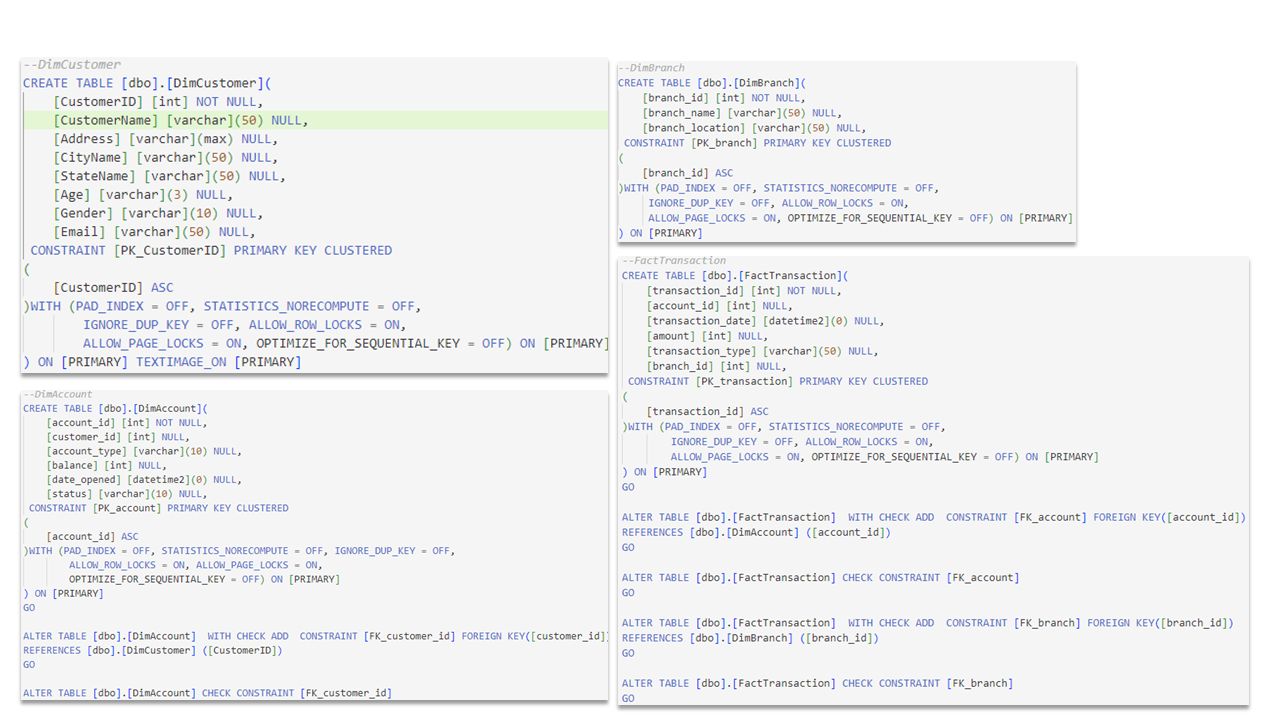 --DimCustomer
CREATE TABLE [dbo].[DimCustomer](
[CustomerID] [int] NOT NULL,
[CustomerName] [varchar](50) NULL,
[Address] [varchar](max) NULL,
[CityName] [varchar](50) NULL,
[StateName] [varchar](50) NULL,
[Age] [varchar](3) NULL,
[Gender] [varchar](10) NULL,
[Email] [varchar](50) NULL,
CONSTRAINT [PK_CustomerID] PRIMARY KEY CLUSTERED
(
[CustomerID] ASC
)WITH (PAD_INDEX = OFF, STATISTICS_NORECOMPUTE = OFF,
IGNORE_DUP_KEY = OFF, ALLOW_ROW_LOCKS = ON,
ALLOW_PAGE_LOCKS = ON, OPTIMIZE_FOR_SEQUENTIAL_KEY = OFF) ON [PRIMARY]
) ON [PRIMARY] TEXTIMAGE_ON [PRIMARY]
--DimAccount
CREATE TABLE [dbo].[DimAccount](
[account_id] [int] NOT NULL,
[customer_id] [int] NULL,
[account_type] [varchar](10) NULL,
[balance] [int] NULL,
[date_opened] [datetime2](0) NULL,
[status] [varchar](10) NULL,
CONSTRAINT [PK_account] PRIMARY KEY CLUSTERED
(
[account_id] ASC
)WITH (PAD_INDEX = OFF, STATISTICS_NORECOMPUTE = OFF, IGNORE_DUP_KEY = OFF,
ALLOW_ROW_LOCKS = ON, ALLOW_PAGE_LOCKS = ON,
OPTIMIZE_FOR_SEQUENTIAL_KEY = OFF) ON [PRIMARY]
) ON [PRIMARY]
GO
ALTER TABLE [dbo].[DimAccount]  WITH CHECK ADD  CONSTRAINT [FK_customer_id] FOREIGN KEY([customer_id])
REFERENCES [dbo].[DimCustomer] ([CustomerID])
GO
ALTER TABLE [dbo].[DimAccount] CHECK CONSTRAINT [FK_customer_id]
--DimBranch
CREATE TABLE [dbo].[DimBranch](
[branch_id] [int] NOT NULL,
[branch_name] [varchar](50) NULL,
[branch_location] [varchar](50) NULL,
CONSTRAINT [PK_branch] PRIMARY KEY CLUSTERED
(
[branch_id] ASC
)WITH (PAD_INDEX = OFF, STATISTICS_NORECOMPUTE = OFF,
IGNORE_DUP_KEY = OFF, ALLOW_ROW_LOCKS = ON,
ALLOW_PAGE_LOCKS = ON, OPTIMIZE_FOR_SEQUENTIAL_KEY = OFF) ON [PRIMARY]
) ON [PRIMARY]
--FactTransaction
CREATE TABLE [dbo].[FactTransaction](
[transaction_id] [int] NOT NULL,
[account_id] [int] NULL,
[transaction_date] [datetime2](0) NULL,
[amount] [int] NULL,
[transaction_type] [varchar](50) NULL,
[branch_id] [int] NULL,
CONSTRAINT [PK_transaction] PRIMARY KEY CLUSTERED
(
[transaction_id] ASC
)WITH (PAD_INDEX = OFF, STATISTICS_NORECOMPUTE = OFF,
IGNORE_DUP_KEY = OFF, ALLOW_ROW_LOCKS = ON,
ALLOW_PAGE_LOCKS = ON, OPTIMIZE_FOR_SEQUENTIAL_KEY = OFF) ON [PRIMARY]
) ON [PRIMARY]
GO
ALTER TABLE [dbo].[FactTransaction]  WITH CHECK ADD  CONSTRAINT [FK_account] FOREIGN KEY([account_id])
REFERENCES [dbo].[DimAccount] ([account_id])
GO
ALTER TABLE [dbo].[FactTransaction] CHECK CONSTRAINT [FK_account]
GO
ALTER TABLE [dbo].[FactTransaction]  WITH CHECK ADD  CONSTRAINT [FK_branch] FOREIGN KEY([branch_id])
REFERENCES [dbo].[DimBranch] ([branch_id])
GO
ALTER TABLE [dbo].[FactTransaction] CHECK CONSTRAINT [FK_branch]
GO